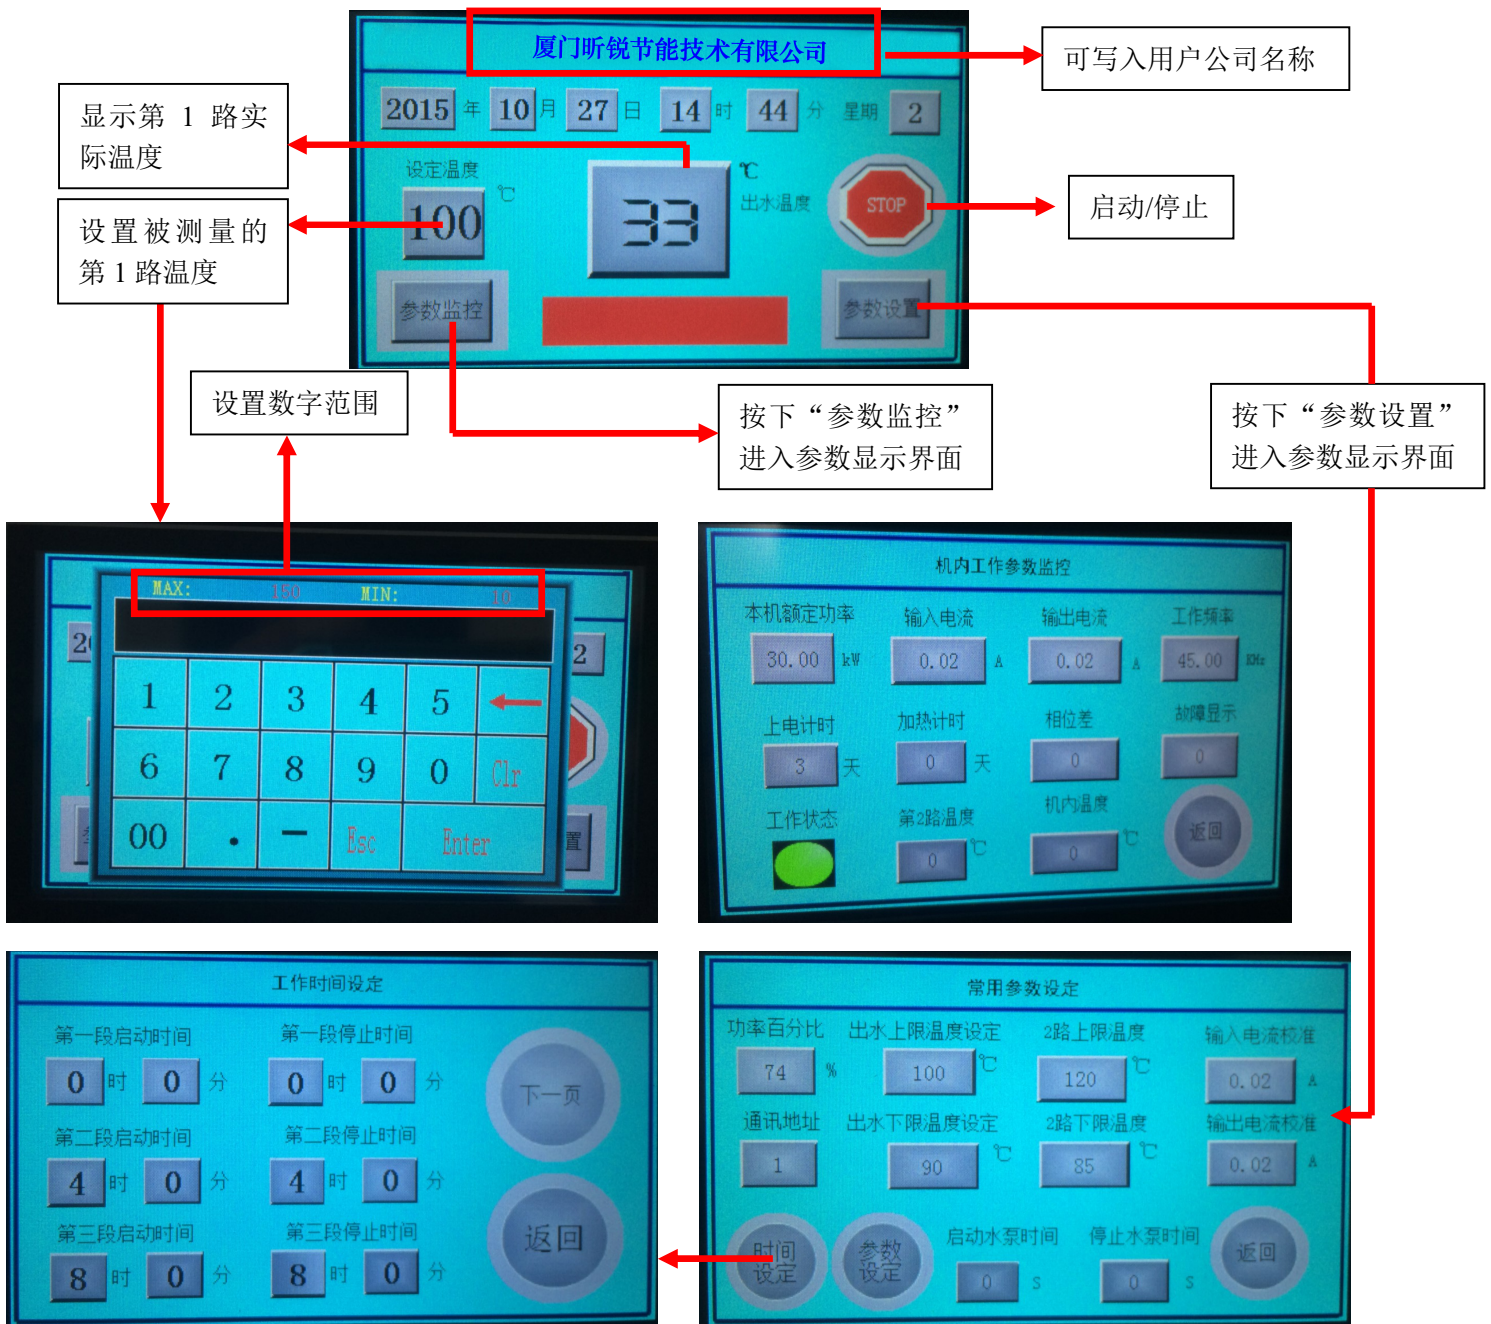 厦门昕锐节能技术有限公司
可写入用户公司名称
2015 年 10 月 27 日 14 时 44 分 星期 2
显示第 1 路实
际温度
设定温度
℃
100
33
℃
出水温度
STOP
启动/停止
设置被测量的
第1路温度
参数监控
参数设置
设置数字范围
按下“参数监控”
进入参数显示界面
按下“参数设置”
进入参数显示界面
MAX: 150 MIN: 10
20
2
1 2 3 4 5
6 7 8 9 0 Clr
00 . — Esc Enter
置
机内工作参数监控
本机额定功率 输入电流 输出电流 工作频率
30.00 kW 0.02 A 0.02 A 45.00 KHz
上电计时 加热计时 相位差 故障显示
3 天 0 天 0 0
工作状态 第2路温度 机内温度
0 ℃ 0 ℃
返回
工作时间设定
第一段启动时间 第一段停止时间
0 时 0 分 0 时 0 分
下一页
第二段启动时间 第二段停止时间
4 时 0 分 4 时 0 分
第三段启动时间 第三段停止时间
8 时 0 分 8 时 0 分
返回
常用参数设定
功率百分比 出水上限温度设定 2路上限温度 输入电流校准
74 % 100 ℃ 120 ℃ 0.02 A
通讯地址 出水下限温度设定 2路下限温度 输出电流校准
1 90 ℃ 85 ℃ 0.02 A
时间
设定
参数
设定
启动水泵时间 停止水泵时间
0 S 0 S
返回